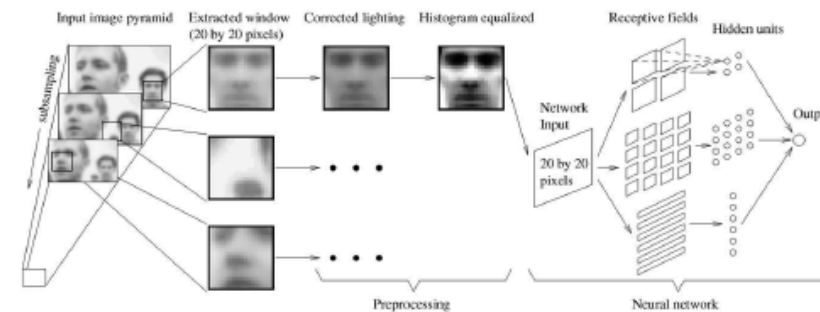 Input image pyramid
Extracted window
(20 by 20 pixels)
Corrected lighting
Histogram equalized
Receptive fields
Hidden units
subsampling
Network
Input
20 by 20
pixels
Outp
Preprocessing
Neural network